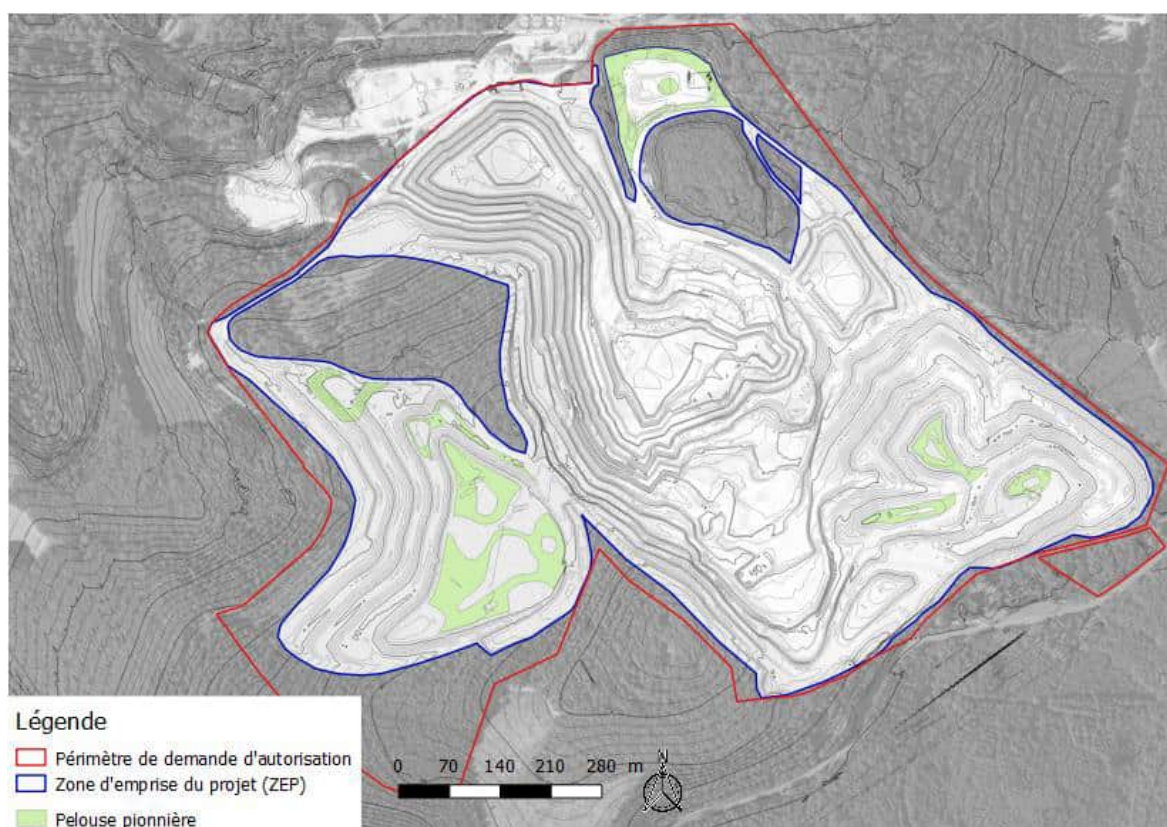 Légende
Périmètre de demande d'autorisation
Zone d'emprise du projet (ZEP)
Pelouse pionnière
0 70 140 210 280 m
N